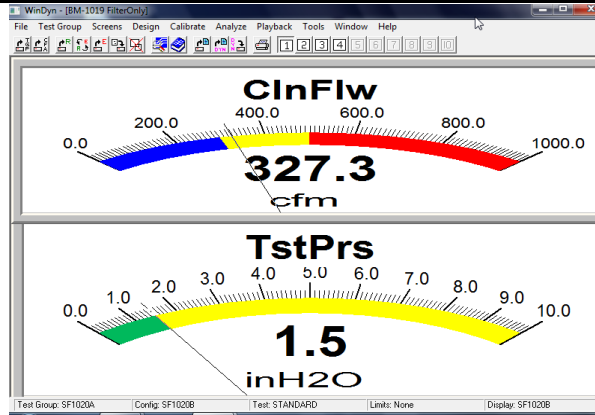 WinDyn - [BM-1019 FilterOnly]
File Test Group Screens Design Calibrate Analyze Playback Tools Window Help
1 2 3 4 5 6 7 8 9 10
ClnFlw
0.0 200.0 400.0 600.0 800.0 1000.0
327.3
cfm
TstPrs
0.0 1.0 2.0 3.0 4.0 5.0 6.0 7.0 8.0 9.0 10.0
1.5
inH2O
Test Group: SF1020A Config: SF1020B Test: STANDARD Limits: None Display: SF1020B